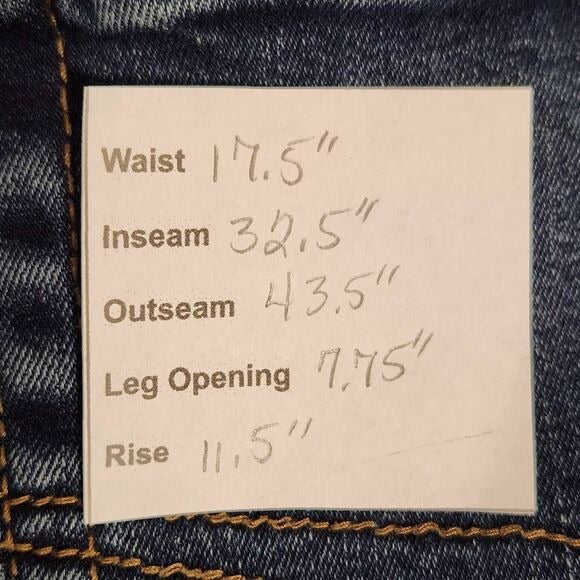 Waist 17.5"
Inseam 32.5"
Outseam 43.5"
Leg Opening 7.75"
Rise 11.5"